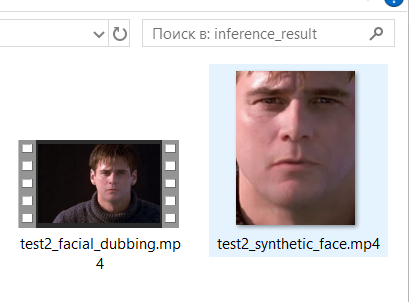 Поиск в: inference_result
test2_facial_dubbing.mp
4
test2_synthetic_face.mp4